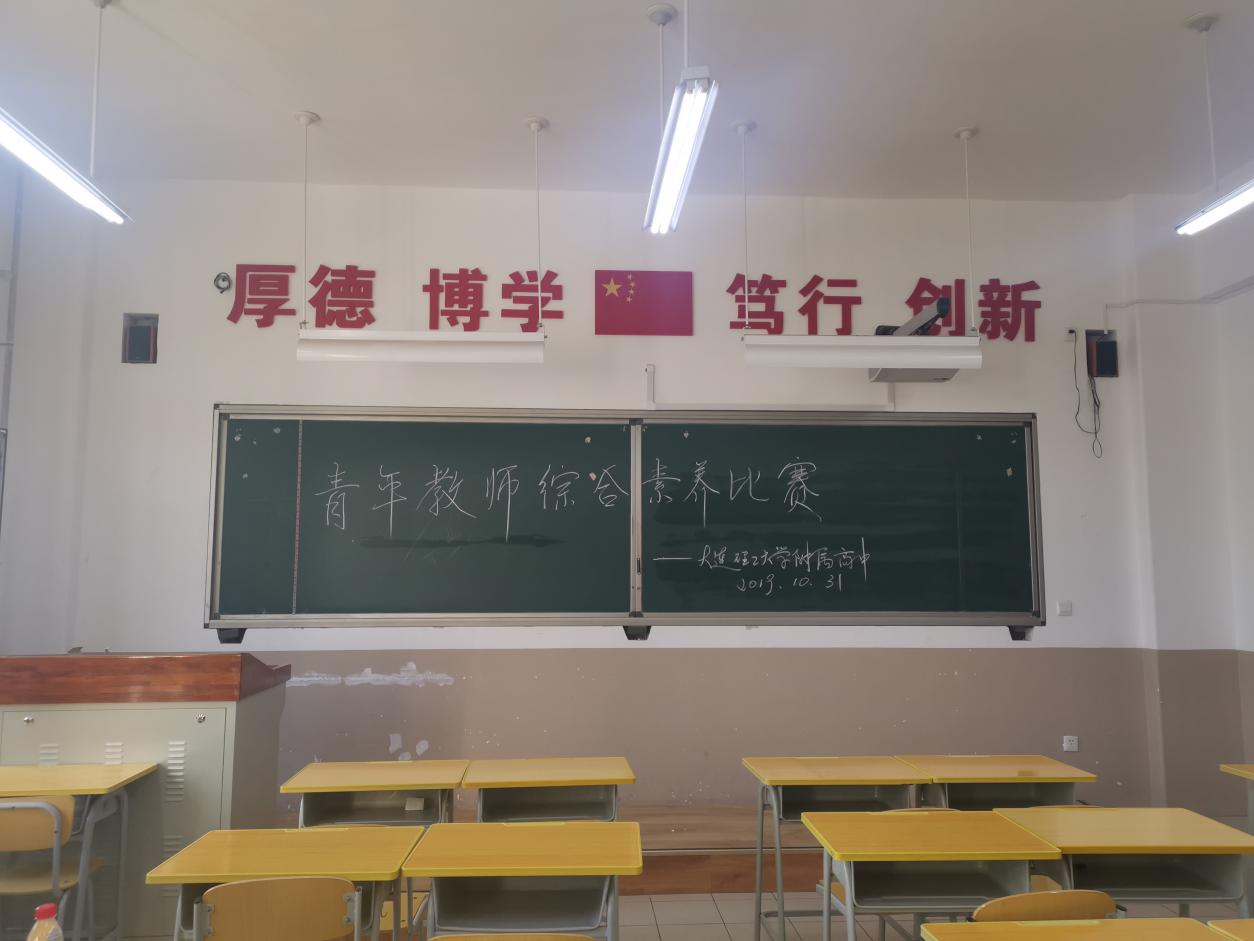 厚德 博学 笃行 创新
青年教师综合素养比赛
——大连理工大学附属高中
2019.10.31